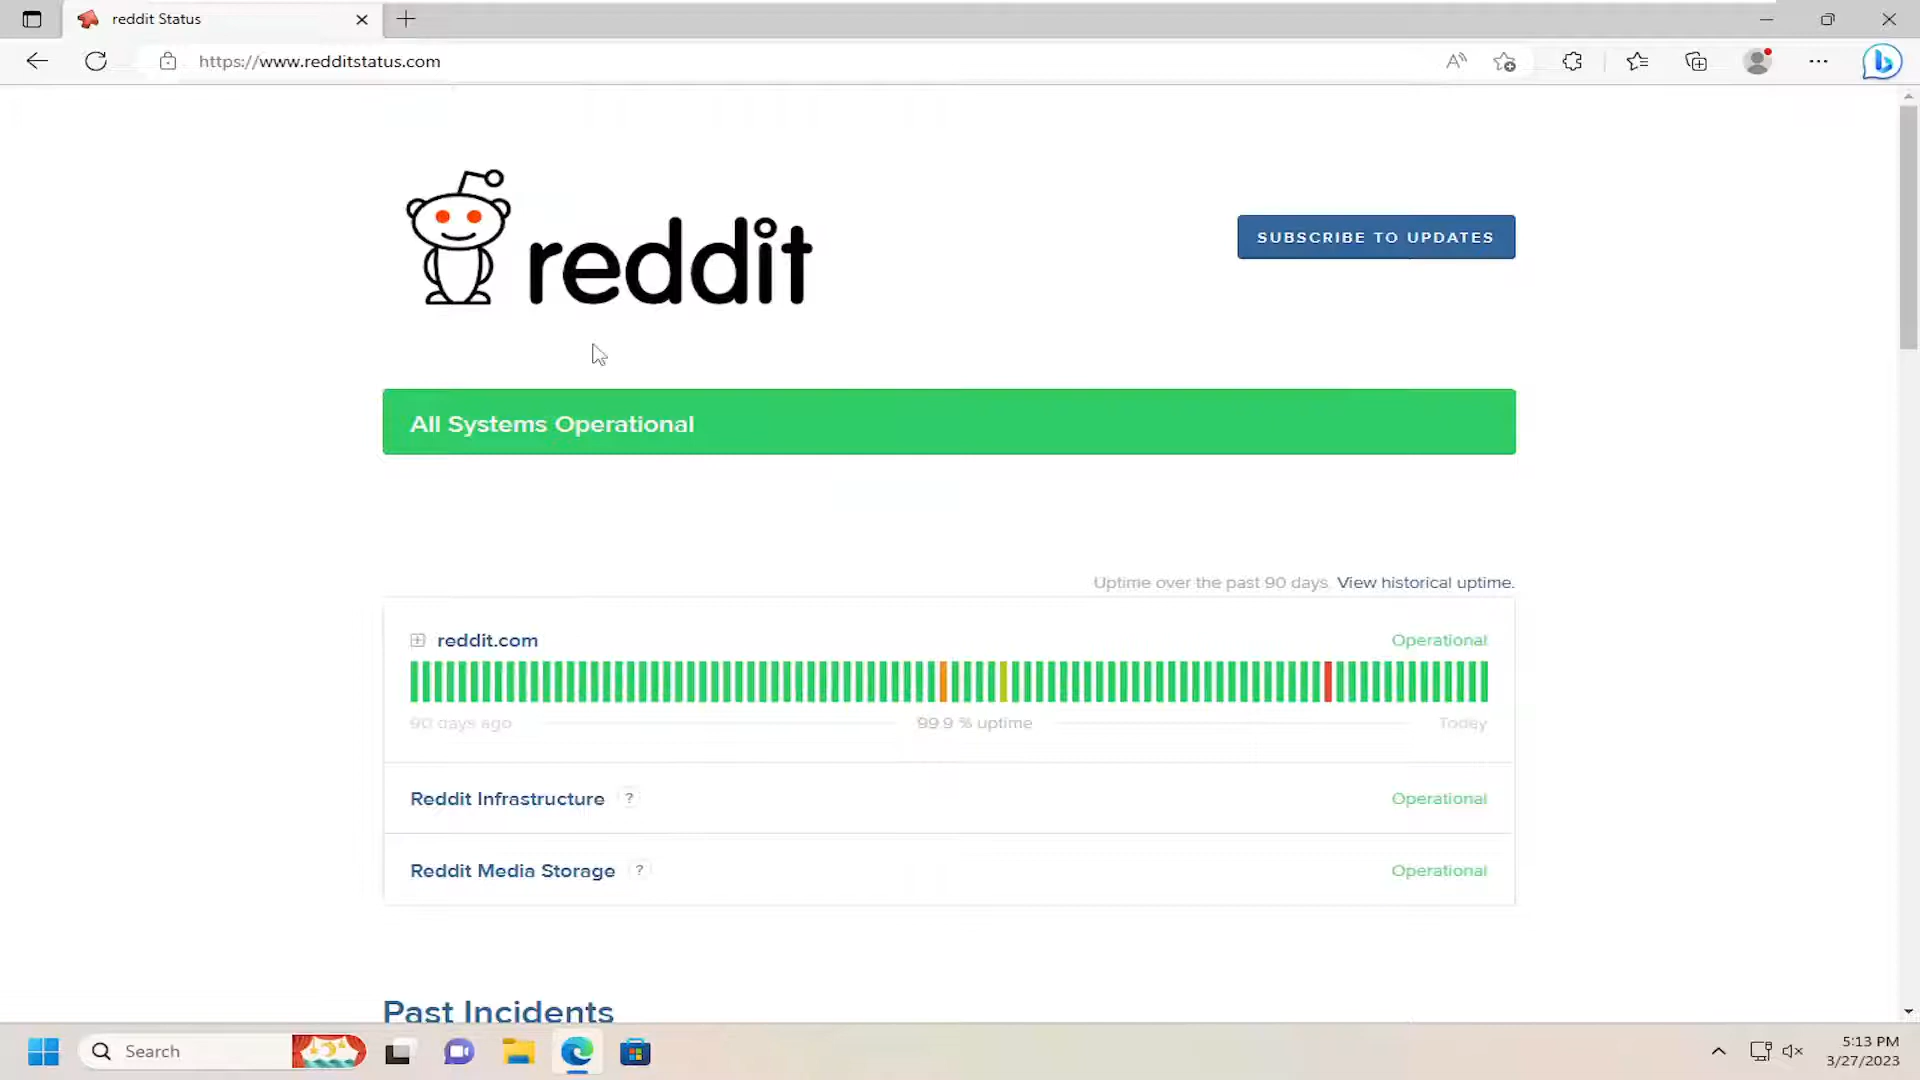 reddit Status
https://www.redditstatus.com
reddit
SUBSCRIBE TO UPDATES
All Systems Operational
Uptime over the past 90 days. View historical uptime.
reddit.com
Operational
90 days ago
99.9 % uptime
Today
Reddit Infrastructure ?
Operational
Reddit Media Storage ?
Operational
Past Incidents
Search
5:13 PM
3/27/2023